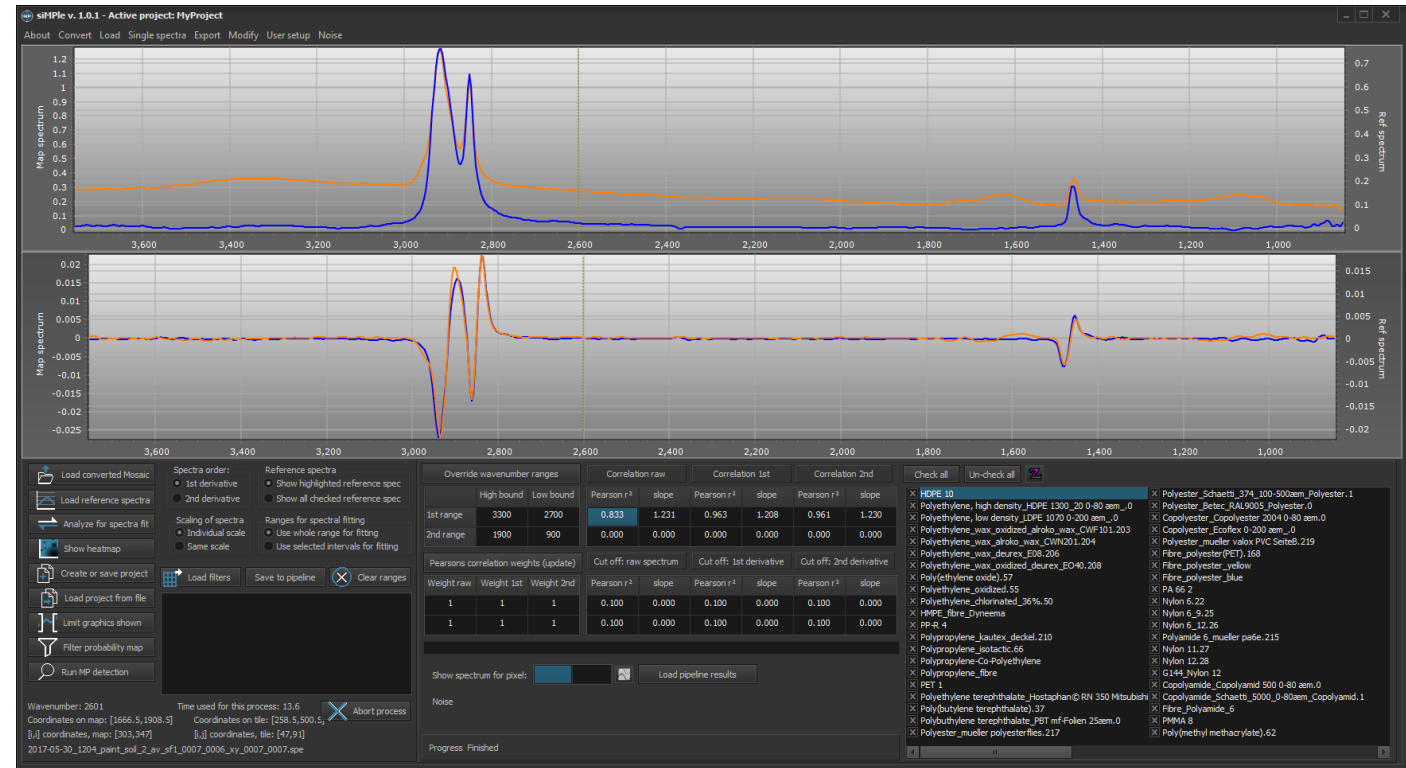 siMPle v. 1.0.1 - Active project: MyProject
About Convert Load Single spectra Export Modify User setup Noise
1.2
1.1
1
0.9
0.8
0.7
0.6
0.5
0.4
0.3
0.2
0.1
0
Map spectrum
0.7
0.6
0.5
0.4
0.3
0.2
0.1
0
Ref spectrum
3,600 3,400 3,200 3,000 2,800 2,600 2,400 2,200 2,000 1,800 1,600 1,400 1,200 1,000
0.02
0.015
0.01
0.005
0
-0.005
-0.01
-0.015
-0.02
-0.025
Map spectrum
0.015
0.01
0.005
0
-0.005
-0.01
-0.015
-0.02
Ref spectrum
3,600 3,400 3,200 3,000 2,800 2,600 2,400 2,200 2,000 1,800 1,600 1,400 1,200 1,000
Load converted Mosaic
Load reference spectra
Analyze for spectra fit
Show heatmap
Create or save project
Load project from file
Limit graphics shown
Filter probability map
Run MP detection
Spectra order:
1st derivative
2nd derivative
Reference spectra
Show highlighted reference spec
Show all checked reference spec
Scaling of spectra
Individual scale
Same scale
Ranges for spectral fitting
Use whole range for fitting
Use selected intervals for fitting
Load filters Save to pipeline Clear ranges
Wavenumber: 2601 Time used for this process: 13.6
Coordinates on map: [1666.5,1908.5] Coordinates on tile: [258.5,500.5]
[i,j] coordinates, map: [303,347] [i,j] coordinates, tile: [47,91]
2017-05-30_1204_paint_soil_2_av_sf1_0007_0006_xy_0007_0007.spe
Abort process
Override wavenumber ranges Correlation raw Correlation 1st Correlation 2nd
High bound Low bound Pearson r² slope Pearson r² slope Pearson r² slope
1st range 3300 2700 0.833 1.231 0.963 1.208 0.961 1.230
2nd range 1900 900 0.000 0.000 0.000 0.000 0.000 0.000
Pearsons correlation weights (update) Cut off: raw spectrum Cut off: 1st derivative Cut off: 2nd derivative
Weight raw Weight 1st Weight 2nd Pearson r² slope Pearson r² slope Pearson r² slope
1 1 1 0.100 0.000 0.100 0.000 0.100 0.000
1 1 1 0.100 0.000 0.100 0.000 0.100 0.000
Show spectrum for pixel: Load pipeline results
Noise
Progress Finished
Check all Un-check all Z
HDPE 10
Polyethylene, high density_HDPE 1300_20 0-80 æm_.0
Polyethylene, low density_LDPE 1070 0-200 æm_.0
Polyethylene_wax_oxidized_alroko_wax_CWF101.203
Polyethylene_wax_alroko-wax_CWN201.204
Polyethylene_wax_deurex_E08.206
Polyethylene_wax_oxidized_deurex_EO40.208
Poly(ethylene oxide).57
Polyethylene_oxidized.55
Polyethylene_chlorinated_36%.50
HMPE_fibre_Dyneema
PP-R 4
Polypropylene_kautex_deckel.210
Polypropylene_isotactic.66
Polypropylene-Co-Polyethylene
Polypropylene_fibre
PET 1
Polyethylene terephthalate_Hostaphan© RN 350 Mitsubishi
Poly(butylene terephthalate).37
Polybuthylene terephthalate_PBT mf-Folien 25æm.0
Polyester_mueller polyesterflies.217
Polyester_Schaetti_374_100-500æm_Polyester.1
Polyester_Betec_RAL9005_Polyester.0
Copolyester_Copolyester 2004 0-80 æm.0
Copolyester_Ecoflex 0-200 æm_.0
Polyester_mueller valox PVC SeiteB.219
Fibre_polyester(PET).168
Fibre_polyester_yellow
Fibre_polyester_blue
PA 66 2
Nylon 6.22
Nylon 6_9.25
Nylon 6_12.26
Polyamide 6_mueller pa6e.215
Nylon 11.27
Nylon 12.28
G144_Nylon 12
Copolyamide_Copolyamid 500 0-80 æm.0
Copolyamide_Schaetti_5000_0-80æm_Copolyamid.1
Fibre_Polyamide_6
PMMA 8
Poly(methyl methacrylate).62